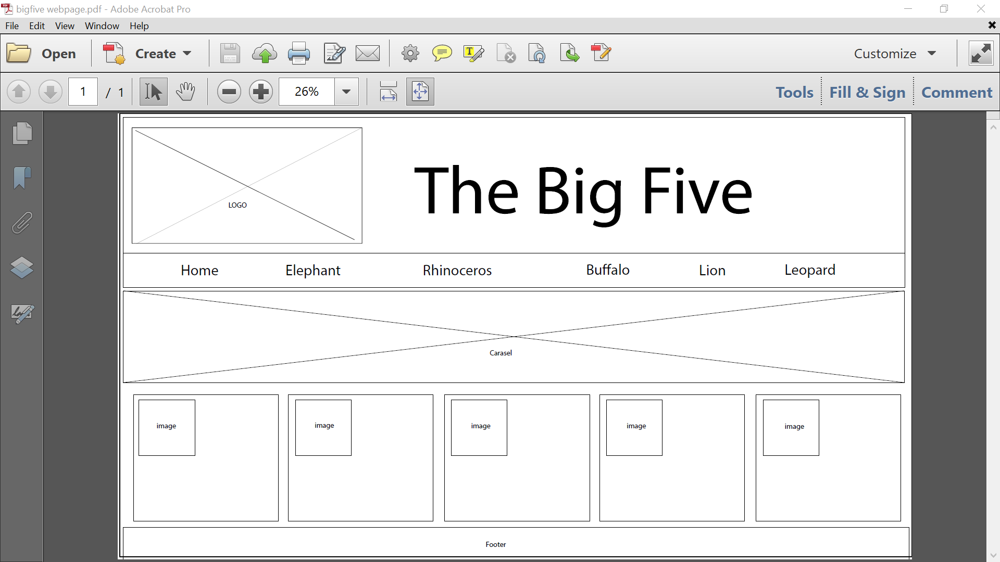 bigfive webpage.pdf - Adobe Acrobat Pro
File Edit View Window Help
Open Create Customize
1 / 1 26% Tools Fill & Sign Comment
LOGO
The Big Five
Home Elephant Rhinoceros Buffalo Lion Leopard
Carasel
image image image image image
Footer